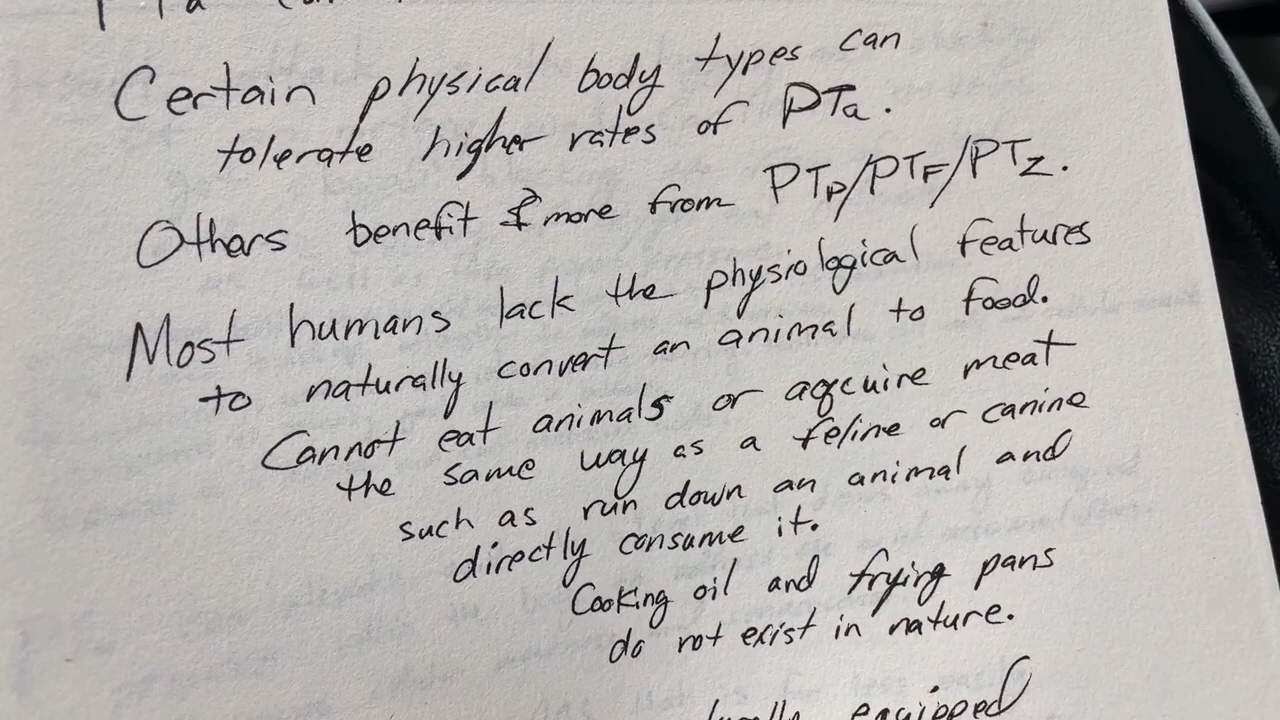 Certain physical body types can
tolerate higher rates of PTa.
Others benefit more from PTP/PTF/PTZ.
Most humans lack the physiological features
to naturally convert an animal to food.
Cannot eat animals or aqcuire meat
the same way as a feline or canine
such as run down an animal and
directly consume it.
Cooking oil and frying pans
do not exist in nature.
equipped